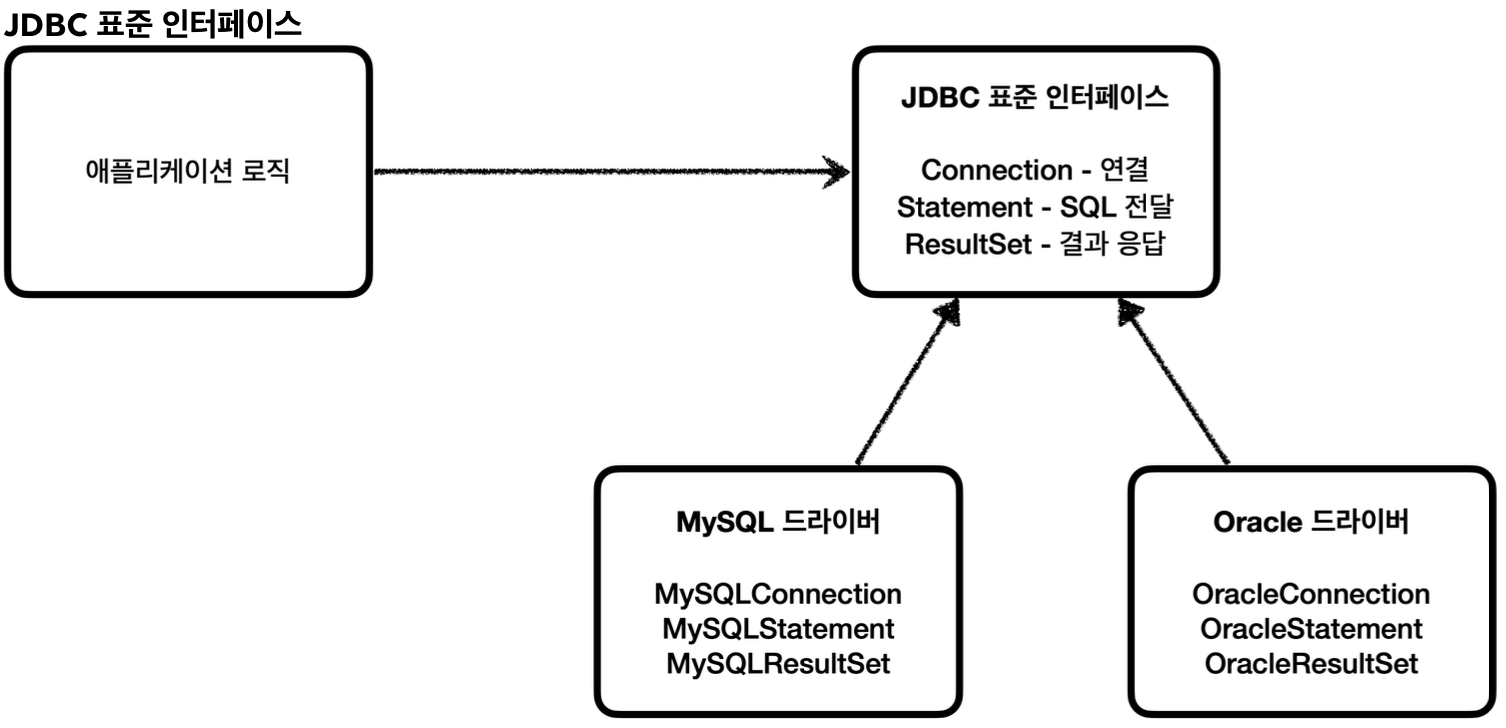 JDBC 표준 인터페이스
애플리케이션 로직
JDBC 표준 인터페이스
Connection - 연결
Statement - SQL 전달
ResultSet - 결과 응답
MySQL 드라이버
MySQLConnection
MySQLStatement
MySQLResultSet
Oracle 드라이버
OracleConnection
OracleStatement
OracleResultSet